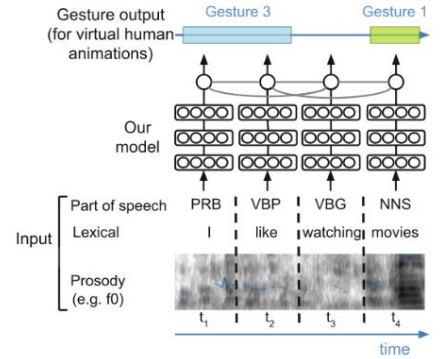 Gesture output
(for virtual human
animations)
Gesture 3
Gesture 1
Our
model
Input
Part of speech
PRB
VBP
VBG
NNS
Lexical
I
like
watching
movies
Prosody
(e.g. f0)
t1
t2
t3
t4
time